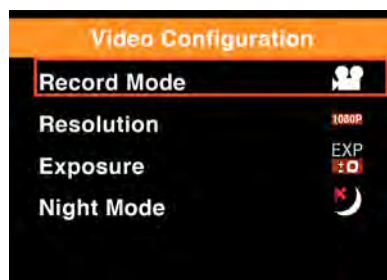 Video Configuration
Record Mode
Resolution 1080P
Exposure EXP ±0
Night Mode